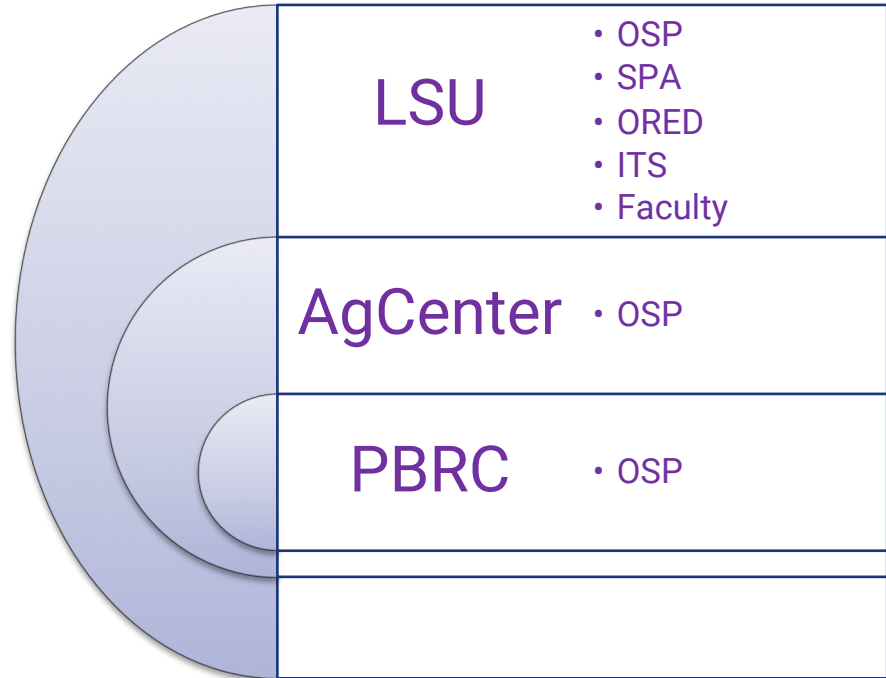 LSU
• OSP
• SPA
• ORED
• ITS
• Faculty
AgCenter
• OSP
PBRC
• OSP